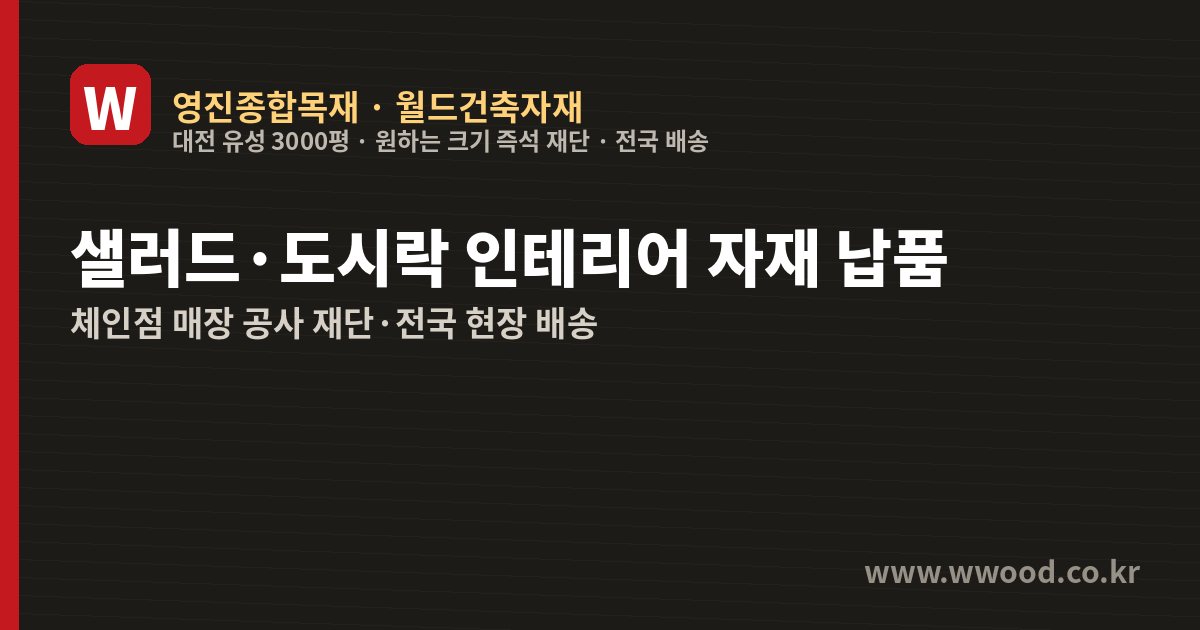 W
영진종합목재 · 월드건축자재
대전 유성 3000평 · 원하는 크기 즉석 재단 · 전국 배송
샐러드·도시락 인테리어 자재 납품
체인점 매장 공사 재단·전국 현장 배송
www.wwood.co.kr